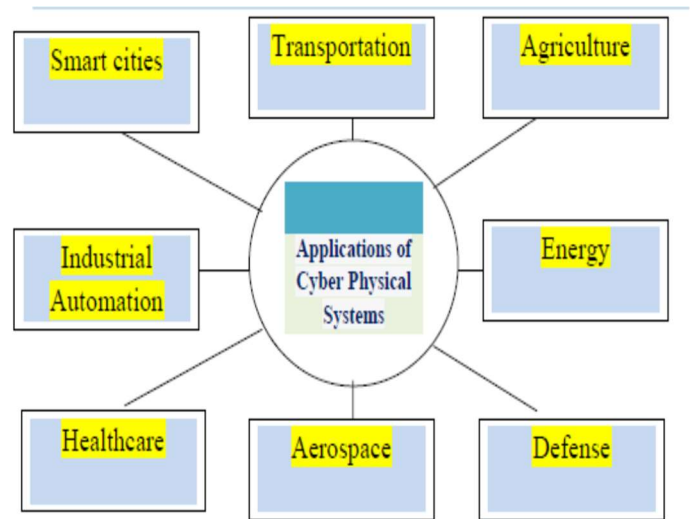 Smart cities
Transportation
Agriculture
Industrial
Automation
Applications of
Cyber Physical
Systems
Energy
Healthcare
Aerospace
Defense